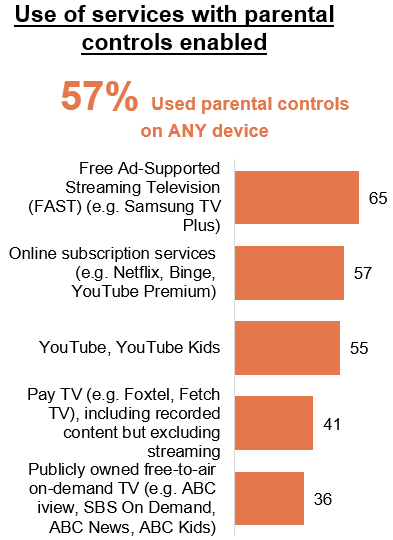 Use of services with parental
controls enabled
57% Used parental controls
on ANY device
Free Ad-Supported
Streaming Television
(FAST) (e.g. Samsung TV
Plus)
65
Online subscription services
(e.g. Netflix, Binge,
YouTube Premium)
57
YouTube, YouTube Kids
55
Pay TV (e.g. Foxtel, Fetch
TV), including recorded
content but excluding
streaming
41
Publicly owned free-to-air
on-demand TV (e.g. ABC
iview, SBS On Demand,
ABC News, ABC Kids)
36